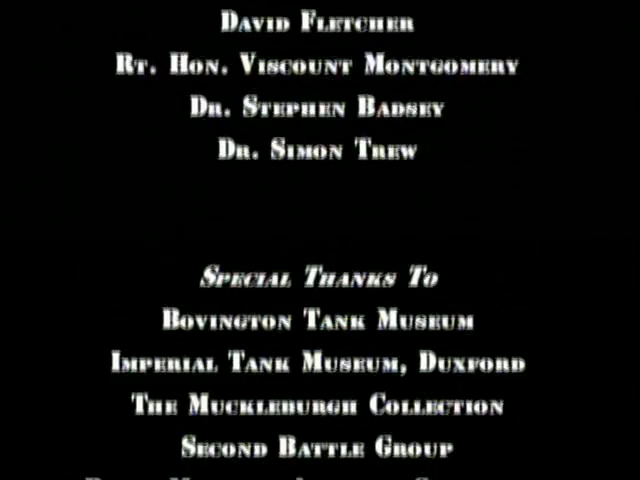 David Fletcher
Rt. Hon. Viscount Montgomery
Dr. Stephen Badsey
Dr. Simon Trew
Special Thanks To
Bovington Tank Museum
Imperial Tank Museum, Duxford
The Muckleburgh Collection
Second Battle Group